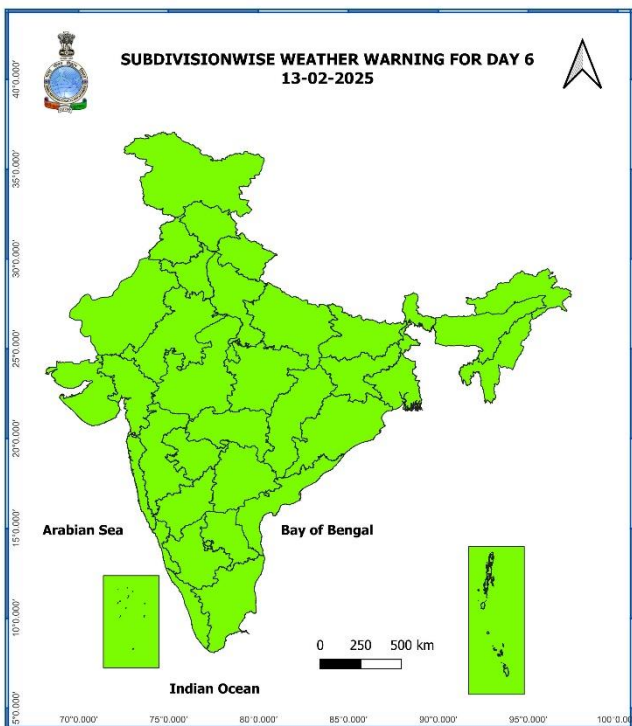 SUBDIVISIONWISE WEATHER WARNING FOR DAY 6
13-02-2025
40°0.000'
35°0.000'
30°0.000'
25°0.000'
20°0.000'
15°0.000'
10°0.000'
5°0.000'
Arabian Sea
Bay of Bengal
0 250 500 km
Indian Ocean
70°0.000' 75°0.000' 80°0.000' 85°0.000' 90°0.000' 95°0.000' 100°0.0